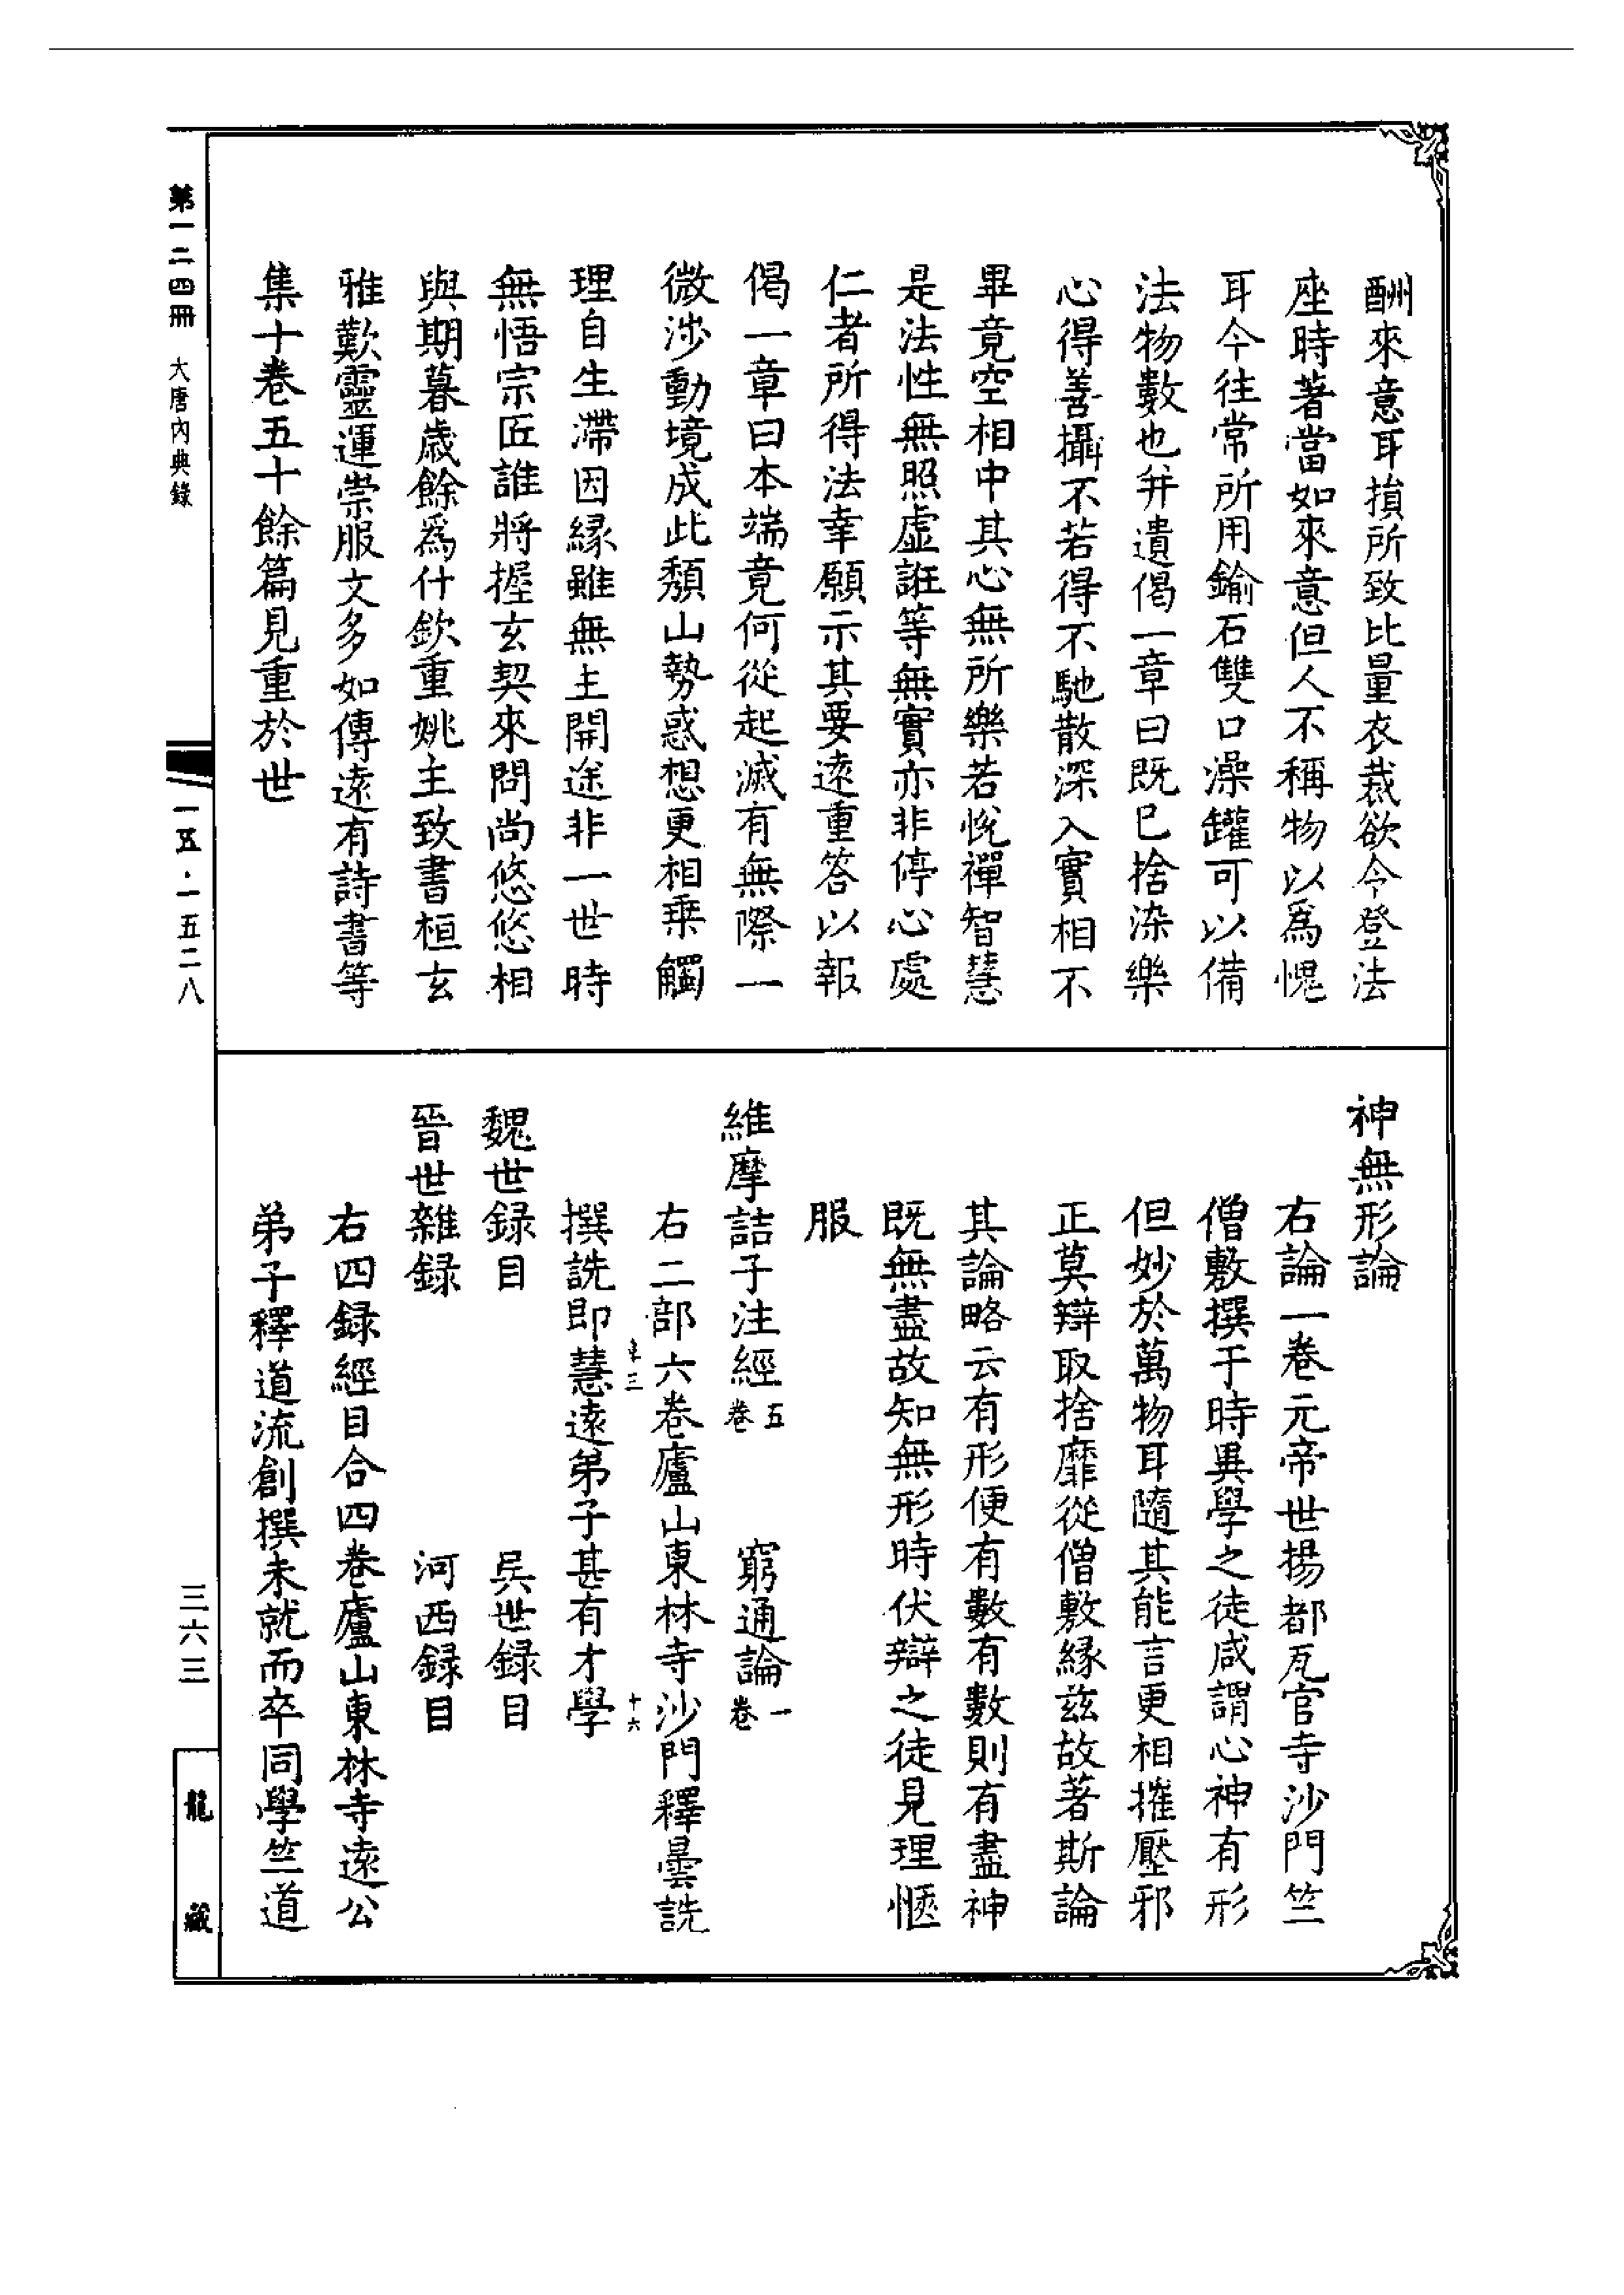 酬來意耳損所致比量衣裁欲令登法
座時著當如來意但人不稱物以爲愧
耳今往常所用鍮石雙口澡罐可以備
法物數也并遺偈一章曰既已捨染樂
心得善攝不若得不馳散深入實相不
畢竟空相中其心無所樂若悅禪智慧
是法性無照虛誑等無實亦非停心處
仁者所得法幸願示其要遠重答以報
偈一章曰本端竟何從起滅有無際一
微涉動境成此頹山勢惑想更相乗觸
理自生滯因緣雖無主開途非一世時
無悟宗匠誰將握玄契來問尚悠悠相
與期暮歳餘爲什欽重姚主致書桓玄
雅歎靈運崇服文多如傳遠有詩書等
集十卷五十餘篇見重於世
神無形論
右論一卷元帝世揚都瓦官寺沙門竺
僧敷撰于時異學之徒咸謂心神有形
但妙於萬物耳隨其能言更相摧壓邪
正莫辯取捨靡從僧敷緣茲故著斯論
其論略云有形便有數有數則有盡神
既無盡故知無形時伏辯之徒見理愜
服
維摩詰子注經五卷　窮通論一卷
右二部六卷廬山東林寺沙門釋曇詵
撰詵即慧遠弟子甚有才學
魏世録目　吳世録目
晉世雜録　河西録目
右四録經目合四卷廬山東林寺遠公
弟子釋道流創撰未就而卒同學竺道
第一二四冊　大唐內典錄
一五·一五二八
三六三
龍藏
十六